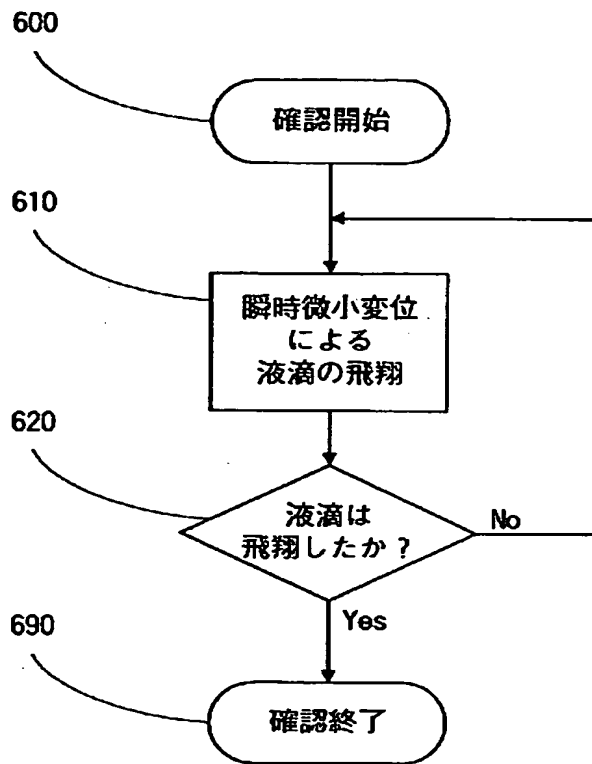 600
確認開始
610
瞬時微小変位
による
液滴の飛翔
620
液滴は
飛翔したか？
No
Yes
690
確認終了